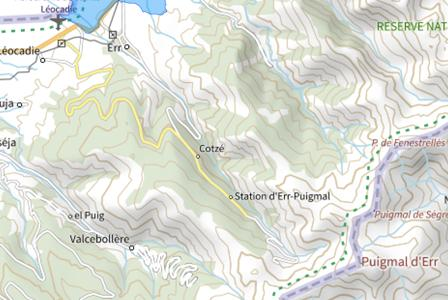 Léocadie
RESERVE NAT
Léocadie
Err
uja
P. de Fenestrelles
séja
Cotzé
Station d'Err-Puigmal
el Puig
Puigmal de Sègre
Valcebollère
Puigmal d'Err